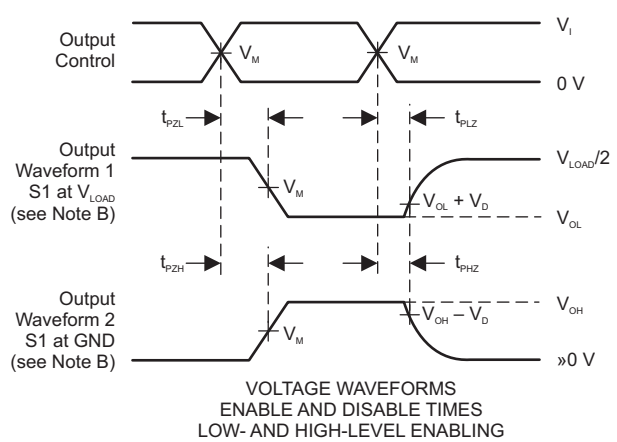 Output
Control
V_M
V_M
V_I
0 V
t_PZL
t_PLZ
Output
Waveform 1
S1 at V_LOAD
(see Note B)
V_M
V_LOAD/2
V_OL + V_D
V_OL
t_PZH
t_PHZ
Output
Waveform 2
S1 at GND
(see Note B)
V_M
V_OH
V_OH – V_D
»0 V
VOLTAGE WAVEFORMS
ENABLE AND DISABLE TIMES
LOW- AND HIGH-LEVEL ENABLING